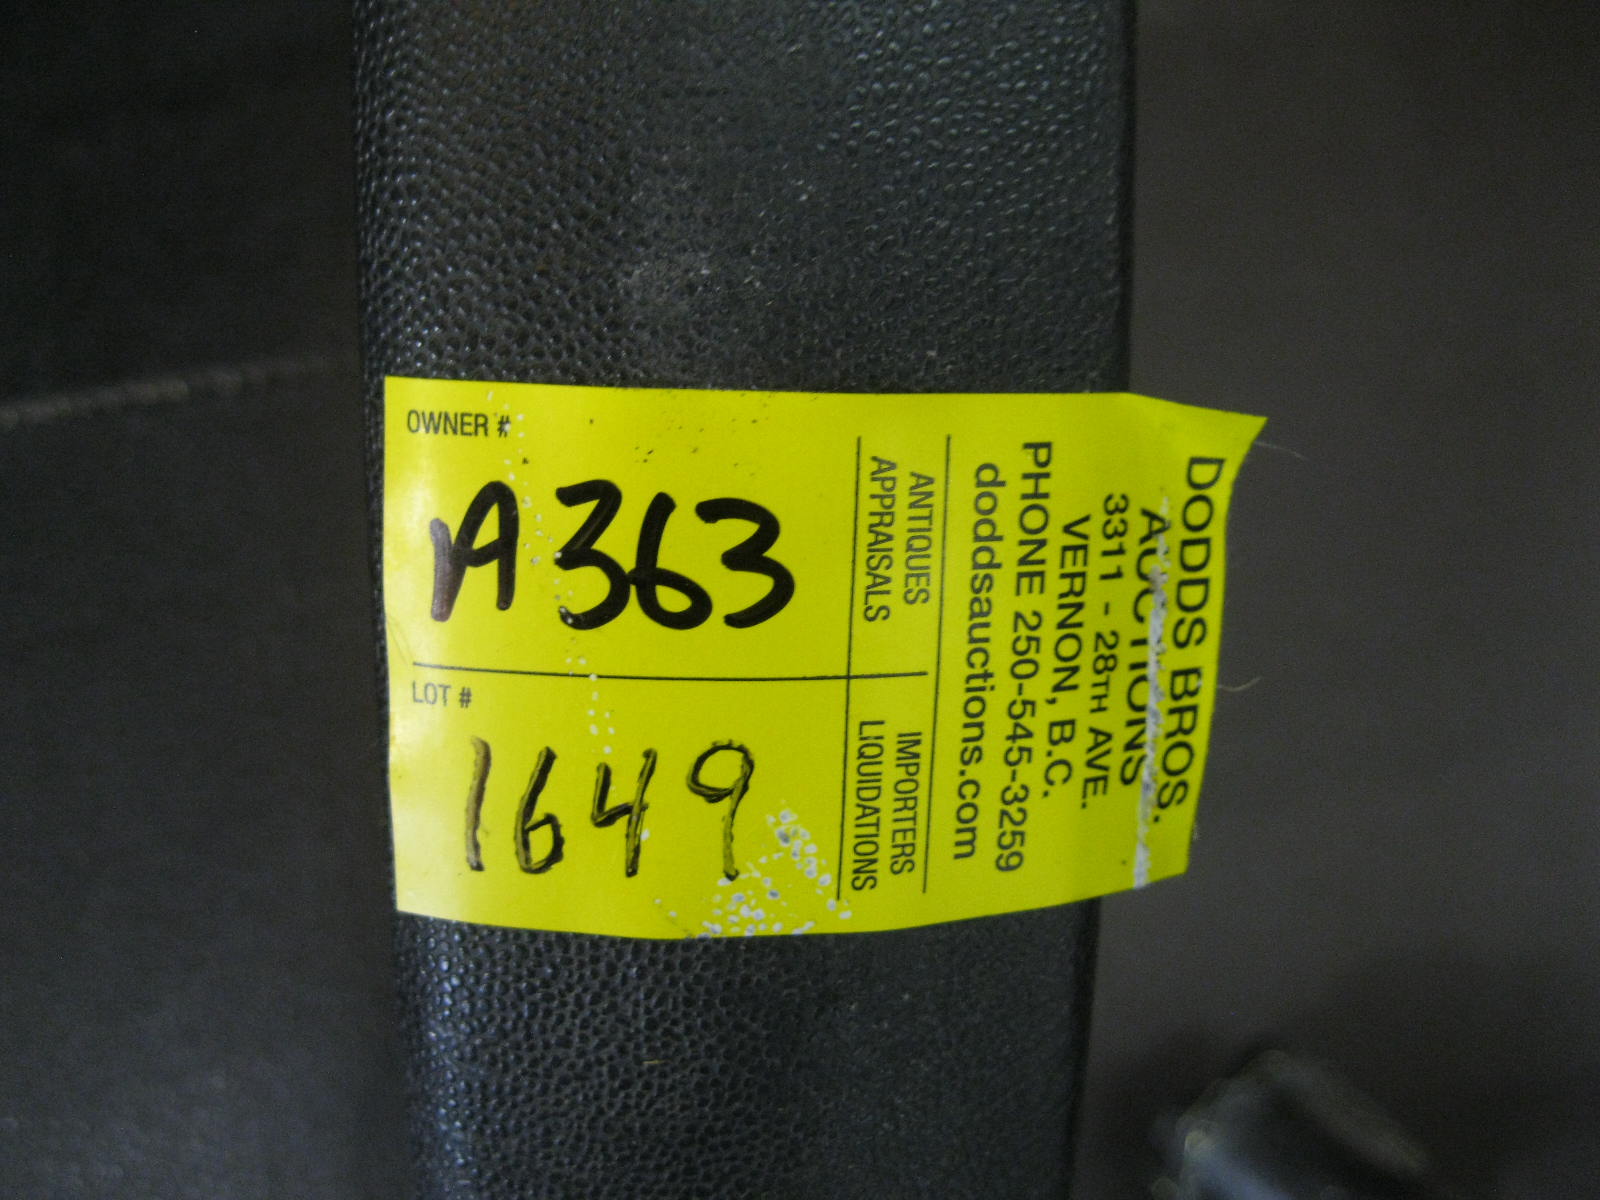 OWNER #
A363
LOT #
1649
ANTIQUES
APPRAISALS
IMPORTERS
LIQUIDATIONS
DODDS BROS.
AUCTIONS
3311 - 28TH AVE.
VERNON, B.C.
PHONE 250-545-3259
doddsauctions.com